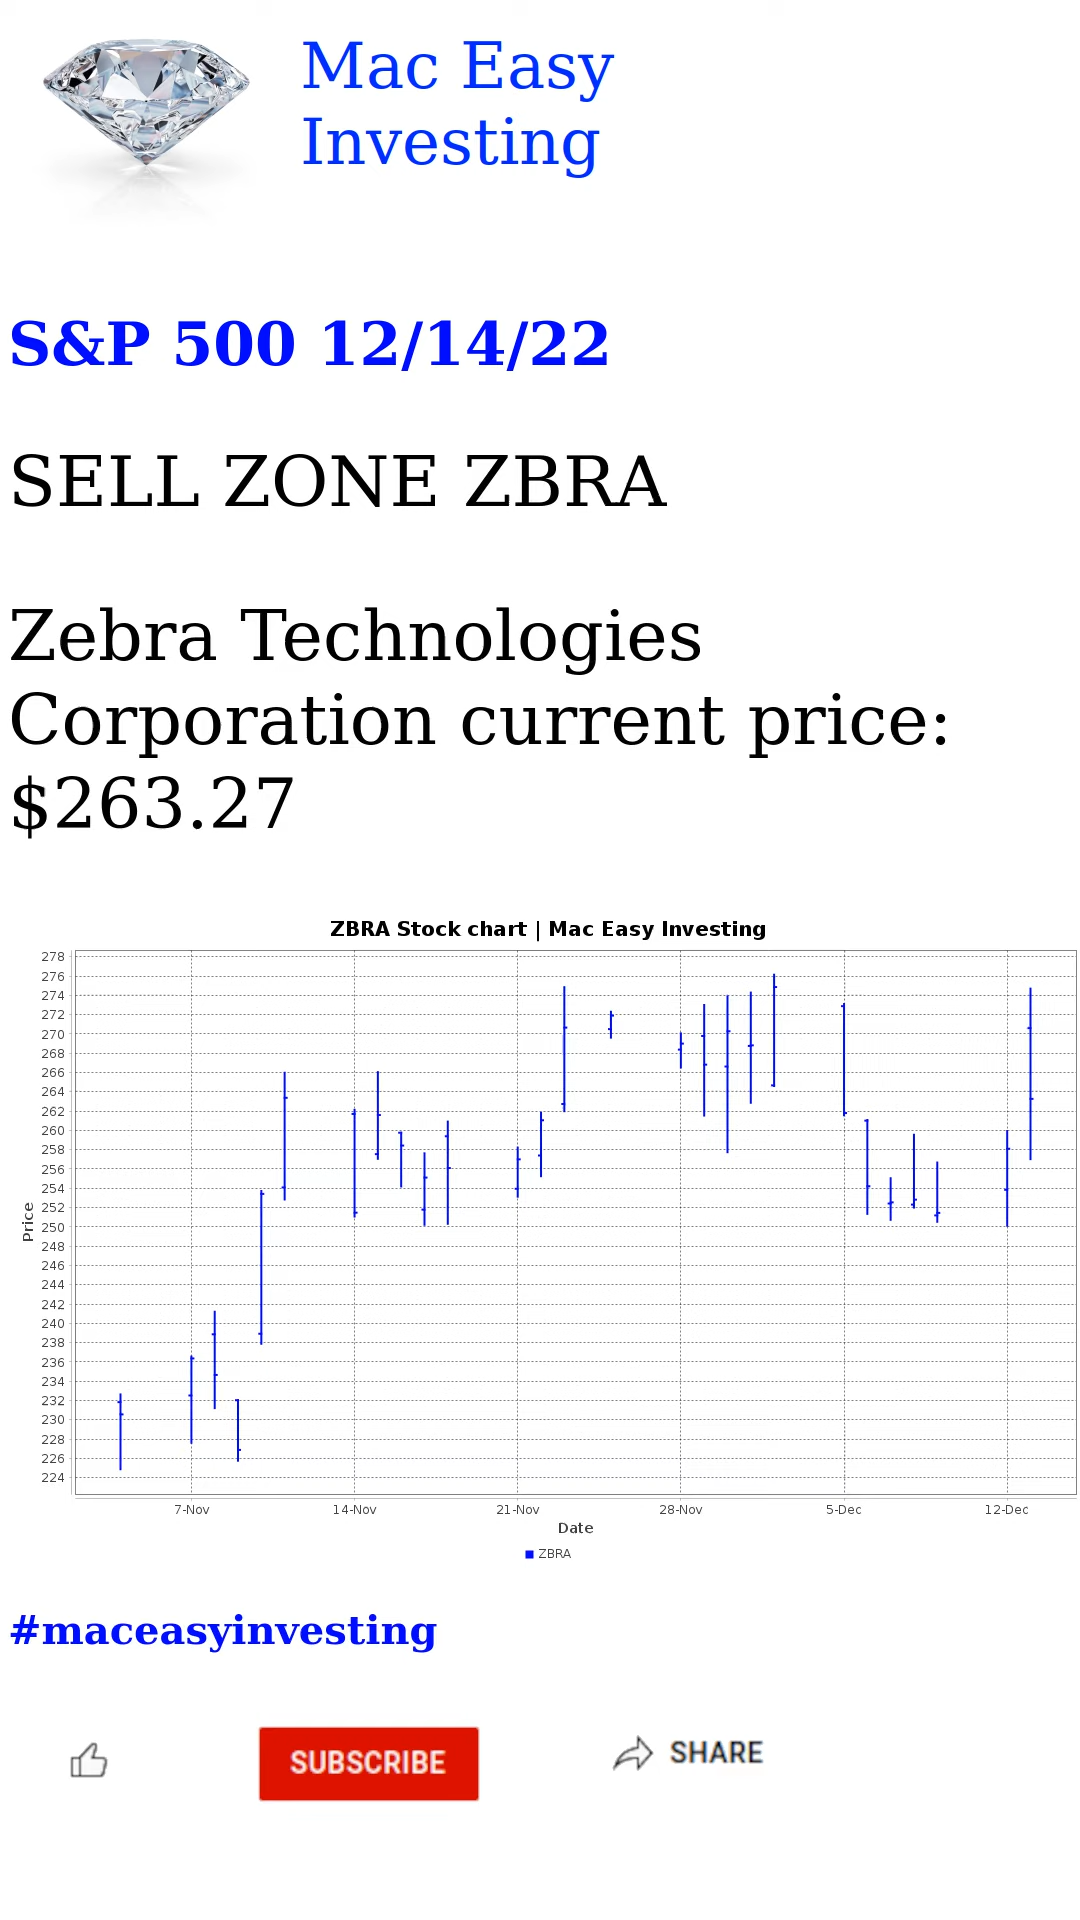 Mac Easy
Investing
S&P 500 12/14/22
SELL ZONE ZBRA
Zebra Technologies
Corporation current price:
$263.27
ZBRA Stock chart | Mac Easy Investing
278
276
274
272
270
268
266
264
262
260
258
256
254
252
250
248
246
244
242
240
238
236
234
232
230
228
226
224
Price
7-Nov 14-Nov 21-Nov 28-Nov 5-Dec 12-Dec
Date
ZBRA
#maceasyinvesting
SUBSCRIBE SHARE